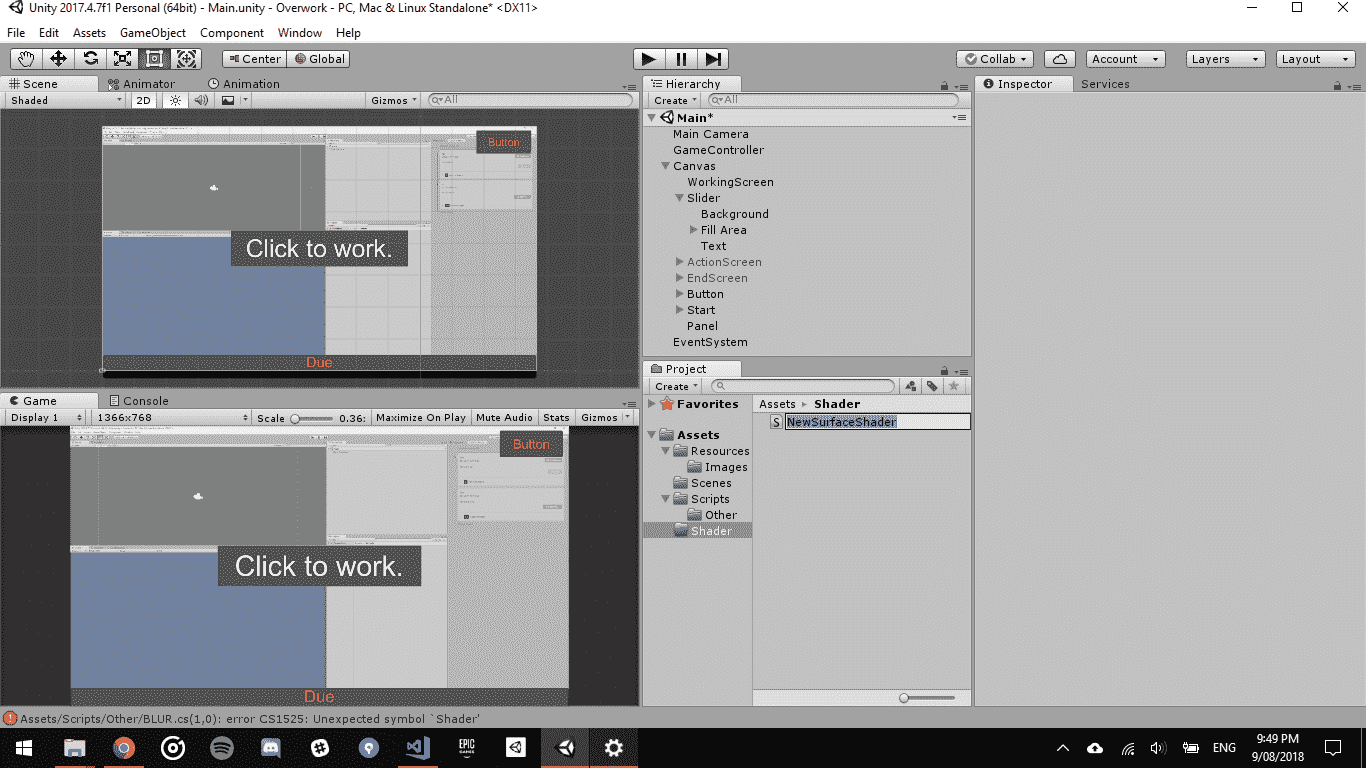 Unity 2017.4.7f1 Personal (64bit) - Main.unity - Overwork - PC, Mac & Linux Standalone* <DX11>
File Edit Assets GameObject Component Window Help
Center Global Collab Account Layers Layout
Scene Animator Animation
Shaded 2D Gizmos All
Button
Click to work.
Due
Game Console
Display 1 1366x768 Scale 0.36: Maximize On Play Mute Audio Stats Gizmos
Button
Click to work.
Due
Hierarchy
Create All
Main*
Main Camera
GameController
Canvas
WorkingScreen
Slider
Background
Fill Area
Text
ActionScreen
EndScreen
Button
Start
Panel
EventSystem
Project
Create
Favorites
Assets
Resources
Images
Scenes
Scripts
Other
Shader
Assets Shader
S NewSurfaceShader
Inspector Services
Assets/Scripts/Other/BLUR.cs(1,0): error CS1525: Unexpected symbol `Shader'
EPIC
GAMES
ENG
9:49 PM
9/08/2018